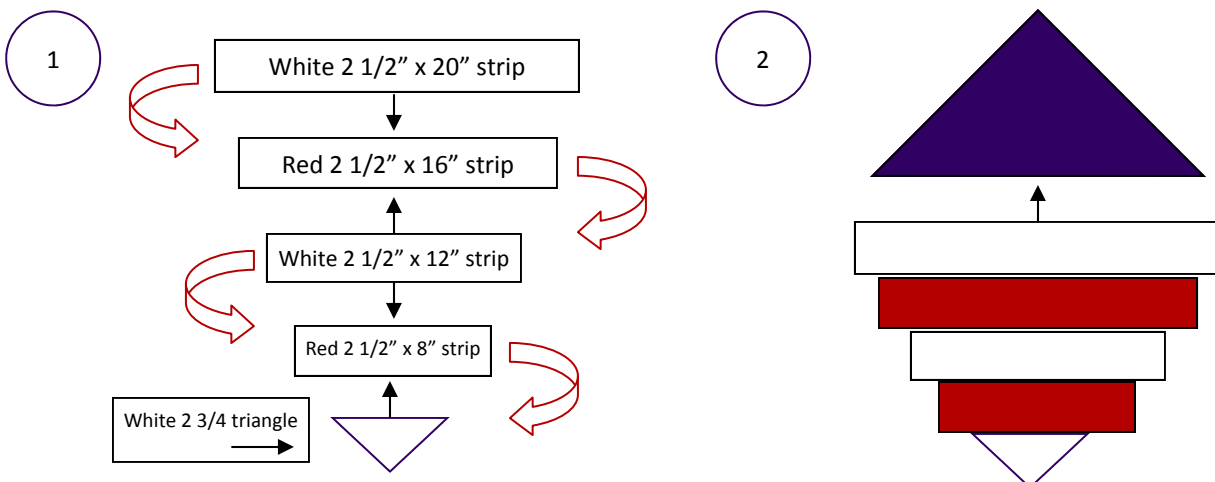 1
White 2 1/2” x 20” strip
Red 2 1/2” x 16” strip
White 2 1/2” x 12” strip
Red 2 1/2” x 8” strip
White 2 3/4 triangle
2